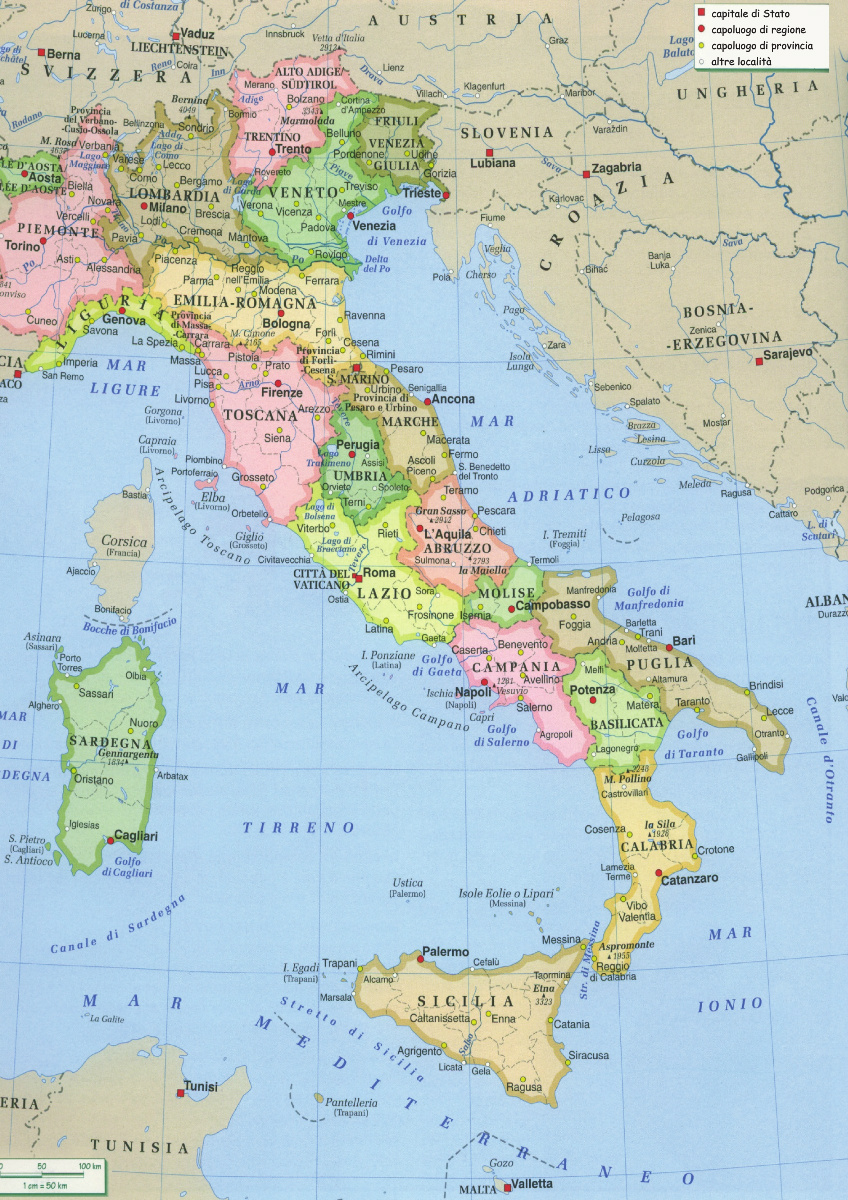 capitale di Stato
capoluogo di regione
capoluogo di provincia
altre località
AUSTRIA
SVIZZERA
LIECHTENSTEIN
UNGHERIA
SLOVENIA
CROAZIA
BOSNIA-
-ERZEGOVINA
Zurigo
di Costanza
Lucerna
Berna
Vaduz
Coira
Reno
Inn
Innsbruck
Vetta d'Italia
2912
Lienz
Drava
Graz
Klagenfurt
Villach
Maribor
Varaždin
Lubiana
Sava
Zagabria
Karlovac
Fiume
Veglia
Cherso
Pola
Pago
Isola
Lunga
Zara
Bihać
Banja
Luka
Sava
Zenica
Sarajevo
Mostar
Sebenico
Spalato
Brazza
Lesina
Lissa
Curzola
Meleda
Ragusa
Cattaro
Podgorica
L. di
Scutari
Pelagosa
ALBAN
ALTO ADIGE/
SÜDTIROL
Merano
Bolzano
Adige
3343
Marmolada
Cortina
d'Ampezzo
TRENTINO
Trento
Rovereto
FRIULI
VENEZIA
GIULIA
Udine
Pordenone
Gorizia
Trieste
VENETO
Belluno
Piave
Treviso
Verona
Vicenza
Mestre
Padova
Venezia
Rovigo
Po
Delta
del Po
Golfo
di Venezia
Rodano
Bernina
4049
Bormio
Sondrio
Adda
Lago di
Como
Bellinzona
Provincia
del Verbano-
-Cusio-Ossola
M. Rosa
Verbania
Lago
Maggiore
Varese
Como
Lecco
Bergamo
LOMBARDIA
Milano
Brescia
Lodi
Pavia
Cremona
Mantova
Po
Aosta
Biella
Novara
Vercelli
PIEMONTE
Torino
Asti
Alessandria
Po
Cuneo
LIGURIA
Genova
Savona
Imperia
San Remo
La Spezia
MAR
LIGURE
Piacenza
Parma
Reggio
nell'Emilia
Modena
Ferrara
EMILIA-ROMAGNA
Bologna
Ravenna
Forlì
Cesena
Rimini
M. Cimone
2165
Provincia
di Massa-
-Carrara
Carrara
Massa
Provincia
di Forlì-
Cesena
S. MARINO
Pistoia
Lucca
Prato
Pisa
Arno
Firenze
Livorno
TOSCANA
Arezzo
Siena
Piombino
Grosseto
Portoferraio
Elba
(Livorno)
Orbetello
Giglio
(Grosseto)
Gorgona
(Livorno)
Capraia
(Livorno)
Arcipelago Toscano
Pesaro
Urbino
Senigallia
Provincia di
Pesaro e Urbino
Ancona
MARCHE
Macerata
Fermo
Ascoli
Piceno
S. Benedetto
del Tronto
Tevere
Perugia
Lago
Trasimeno
Assisi
UMBRIA
Orvieto
Spoleto
Terni
MAR
ADRIATICO
Teramo
Gran Sasso
2912
Pescara
L'Aquila
Chieti
ABRUZZO
Sulmona
2793
la Maiella
Lago di
Bolsena
Viterbo
Rieti
Lago di
Bracciano
Civitavecchia
Tevere
Roma
CITTÀ DEL
VATICANO
Ostia
LAZIO
Sora
Frosinone
Latina
Gaeta
I. Ponziane
(Latina)
Golfo
di Gaeta
Arcipelago Campano
I. Tremiti
(Foggia)
Termoli
MOLISE
Campobasso
Isernia
Caserta
Benevento
CAMPANIA
1281
Vesuvio
Avellino
Napoli
Ischia
(Napoli)
Capri
Salerno
Golfo
di Salerno
Agropoli
Manfredonia
Golfo di
Manfredonia
Foggia
Barletta
Trani
Andria
Molfetta
Bari
PUGLIA
Altamura
Brindisi
Taranto
Lecce
Otranto
Gallipoli
Canale d'Otranto
Melfi
Potenza
Matera
BASILICATA
Lagonegro
Golfo
di Taranto
2248
M. Pollino
Castrovillari
Cosenza
la Sila
1928
CALABRIA
Crotone
Lamezia
Terme
Catanzaro
Vibo
Valentia
Aspromonte
1955
Reggio
di Calabria
Str. di Messina
MAR
IONIO
Bastia
Corsica
(Francia)
Ajaccio
Bonifacio
Bocche di Bonifacio
Asinara
(Sassari)
Porto
Torres
Olbia
Sassari
Alghero
Nuoro
SARDEGNA
Gennargentu
1834
Oristano
Arbatax
Iglesias
Cagliari
S. Pietro
(Cagliari)
S. Antioco
Golfo
di Cagliari
MAR
DI
DEGNA
MAR
TIRRENO
Canale di Sardegna
Ustica
(Palermo)
Isole Eolie o Lipari
(Messina)
I. Egadi
(Trapani)
Trapani
Palermo
Cefalù
Messina
Alcamo
Marsala
Taormina
Etna
3323
SICILIA
Caltanissetta
Enna
Catania
Agrigento
Salso
Licata
Gela
Siracusa
Ragusa
Stretto di Sicilia
MAR
MEDITERRANEO
La Galite
Tunisi
TUNISIA
ERIA
Pantelleria
(Trapani)
Gozo
MALTA
Valletta
50
100 km
1 cm = 50 km